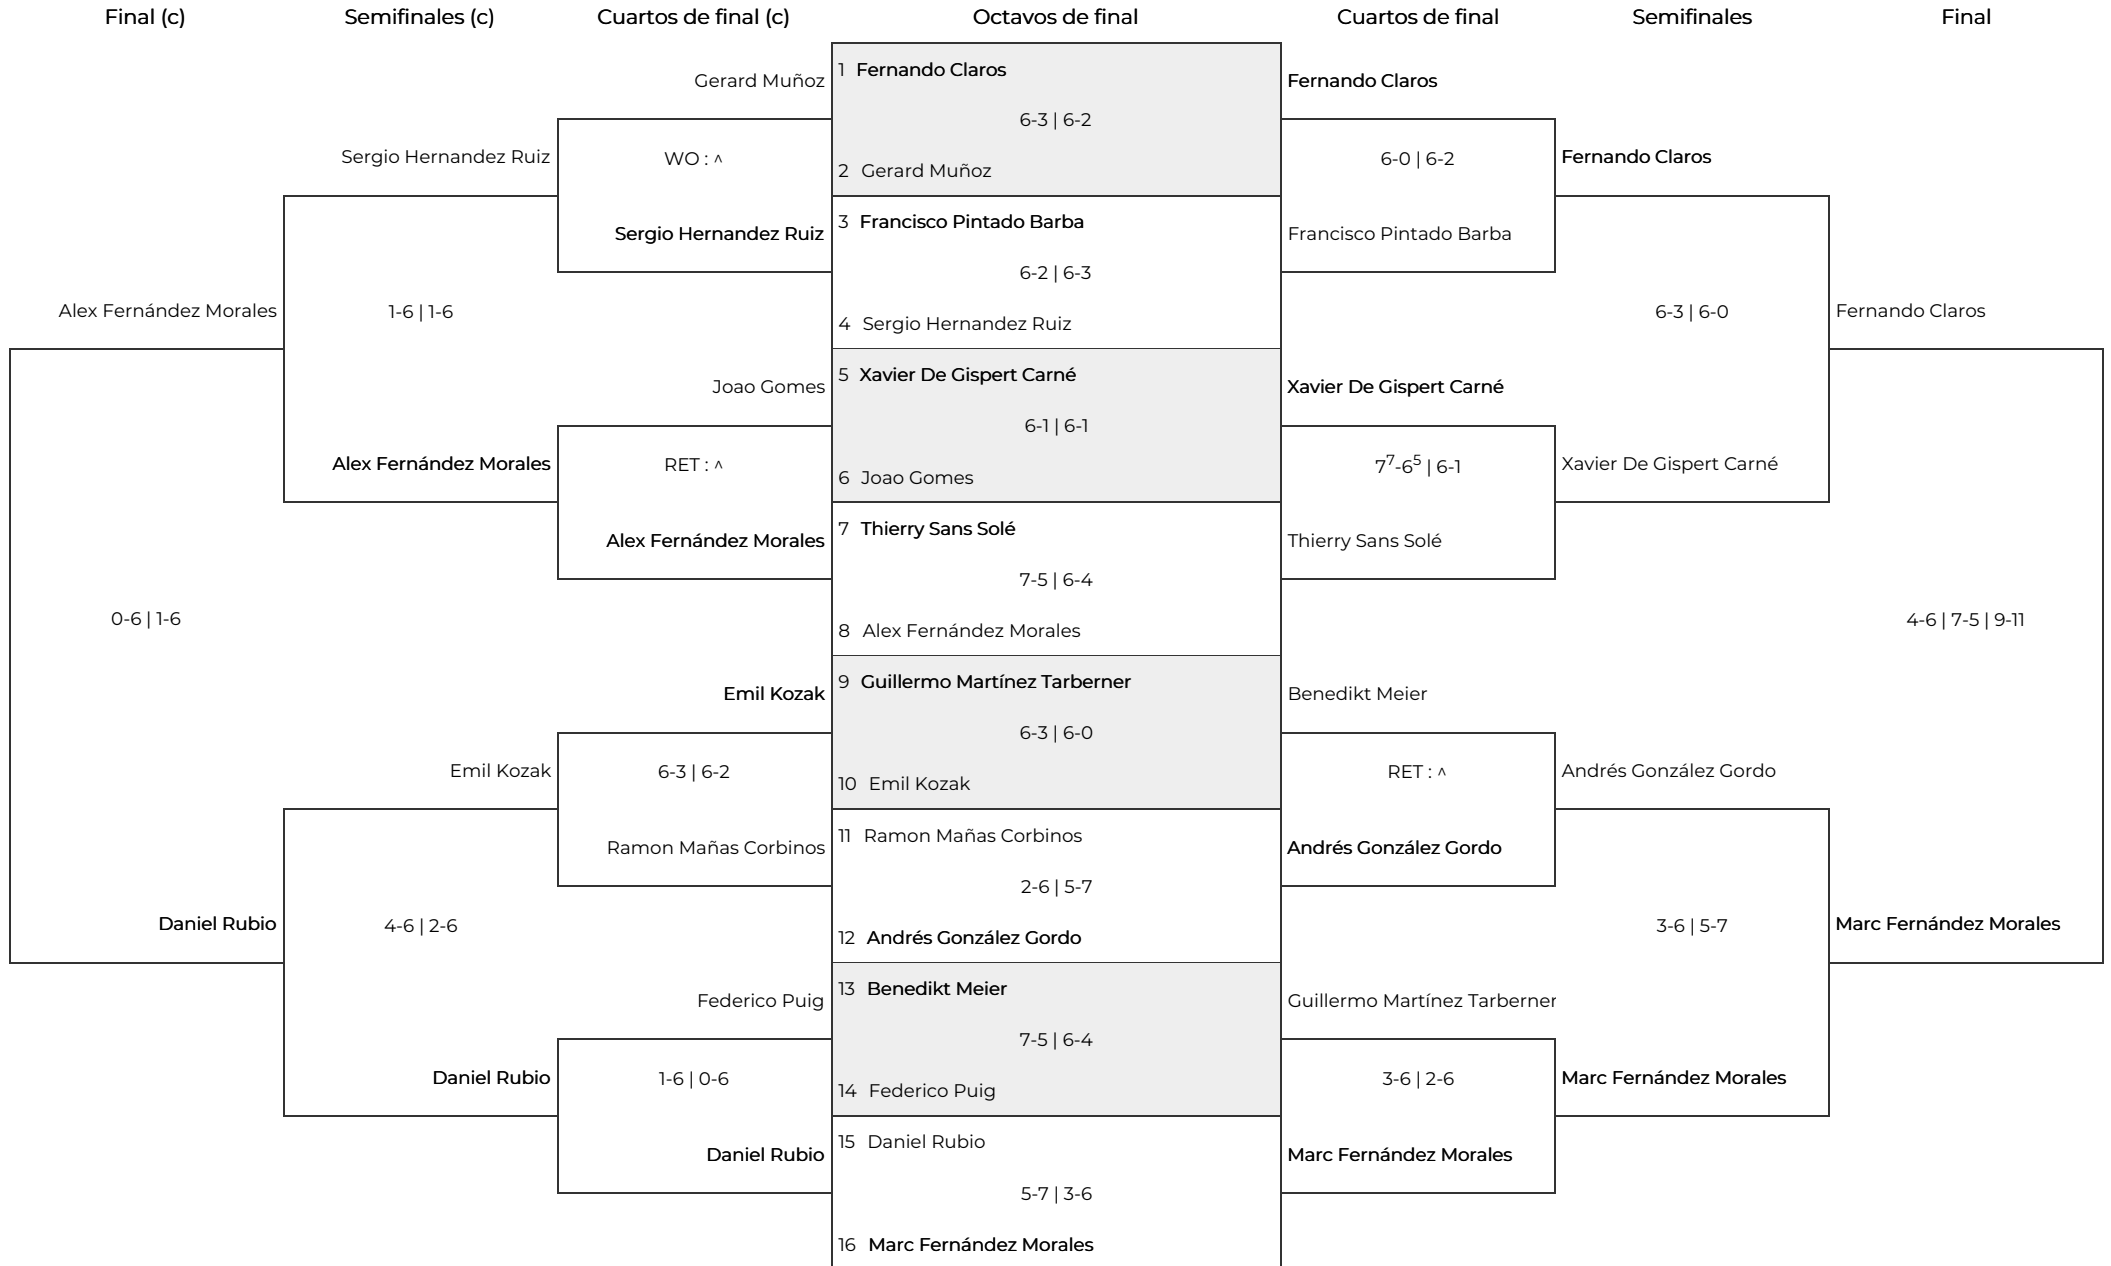 Final (c)
Semifinales (c)
Cuartos de final (c)
Octavos de final
Cuartos de final
Semifinales
Final
Alex Fernández Morales
0-6 | 1-6
Daniel Rubio
Sergio Hernandez Ruiz
1-6 | 1-6
Alex Fernández Morales
Emil Kozak
4-6 | 2-6
Daniel Rubio
Gerard Muñoz
WO : ^
Sergio Hernandez Ruiz
Joao Gomes
RET : ^
Alex Fernández Morales
Emil Kozak
6-3 | 6-2
Ramon Mañas Corbinos
Federico Puig
1-6 | 0-6
Daniel Rubio
1 Fernando Claros
6-3 | 6-2
2 Gerard Muñoz
3 Francisco Pintado Barba
6-2 | 6-3
4 Sergio Hernandez Ruiz
5 Xavier De Gispert Carné
6-1 | 6-1
6 Joao Gomes
7 Thierry Sans Solé
7-5 | 6-4
8 Alex Fernández Morales
9 Guillermo Martínez Tarberner
6-3 | 6-0
10 Emil Kozak
11 Ramon Mañas Corbinos
2-6 | 5-7
12 Andrés González Gordo
13 Benedikt Meier
7-5 | 6-4
14 Federico Puig
15 Daniel Rubio
5-7 | 3-6
16 Marc Fernández Morales
Fernando Claros
6-0 | 6-2
Francisco Pintado Barba
Xavier De Gispert Carné
7⁷-6⁵ | 6-1
Thierry Sans Solé
Benedikt Meier
RET : ^
Andrés González Gordo
Guillermo Martínez Tarberner
3-6 | 2-6
Marc Fernández Morales
Fernando Claros
6-3 | 6-0
Xavier De Gispert Carné
Andrés González Gordo
3-6 | 5-7
Marc Fernández Morales
Fernando Claros
4-6 | 7-5 | 9-11
Marc Fernández Morales